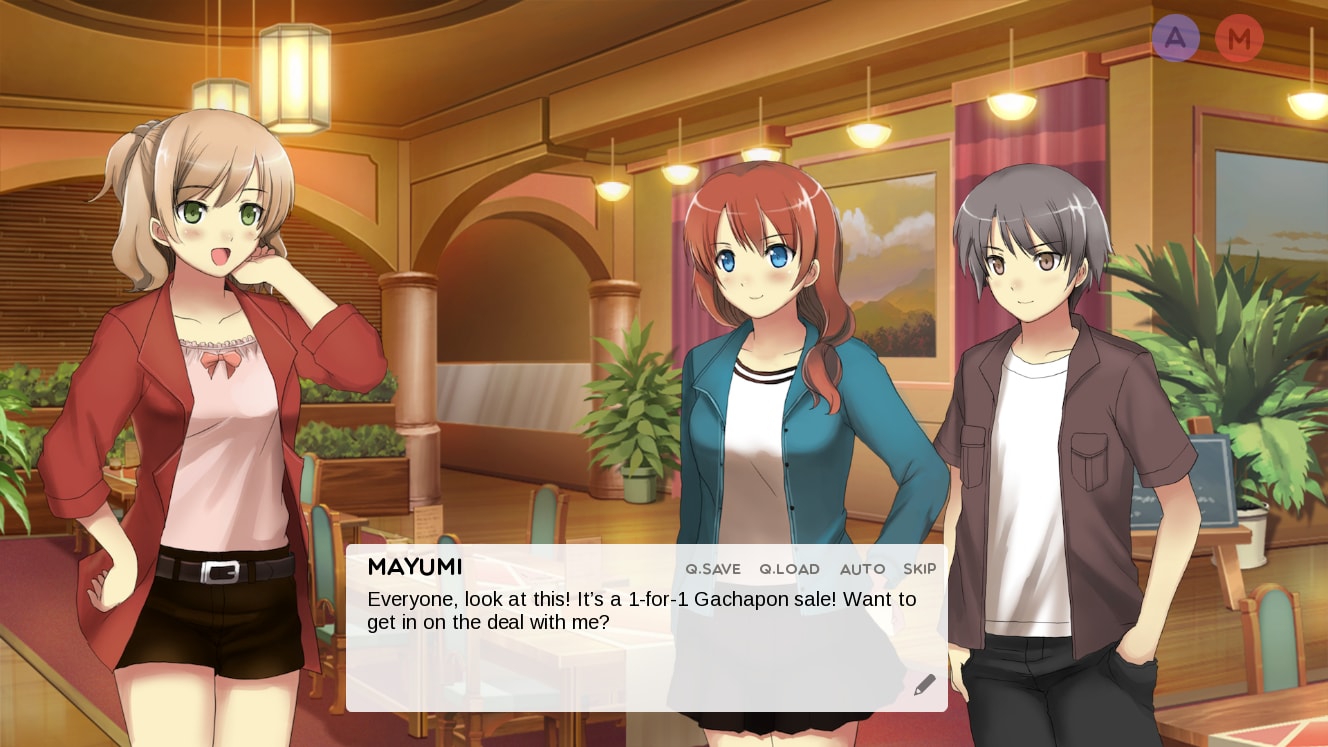 A M
MAYUMI
Q.SAVE Q.LOAD AUTO SKIP
Everyone, look at this! It’s a 1-for-1 Gachapon sale! Want to
get in on the deal with me?